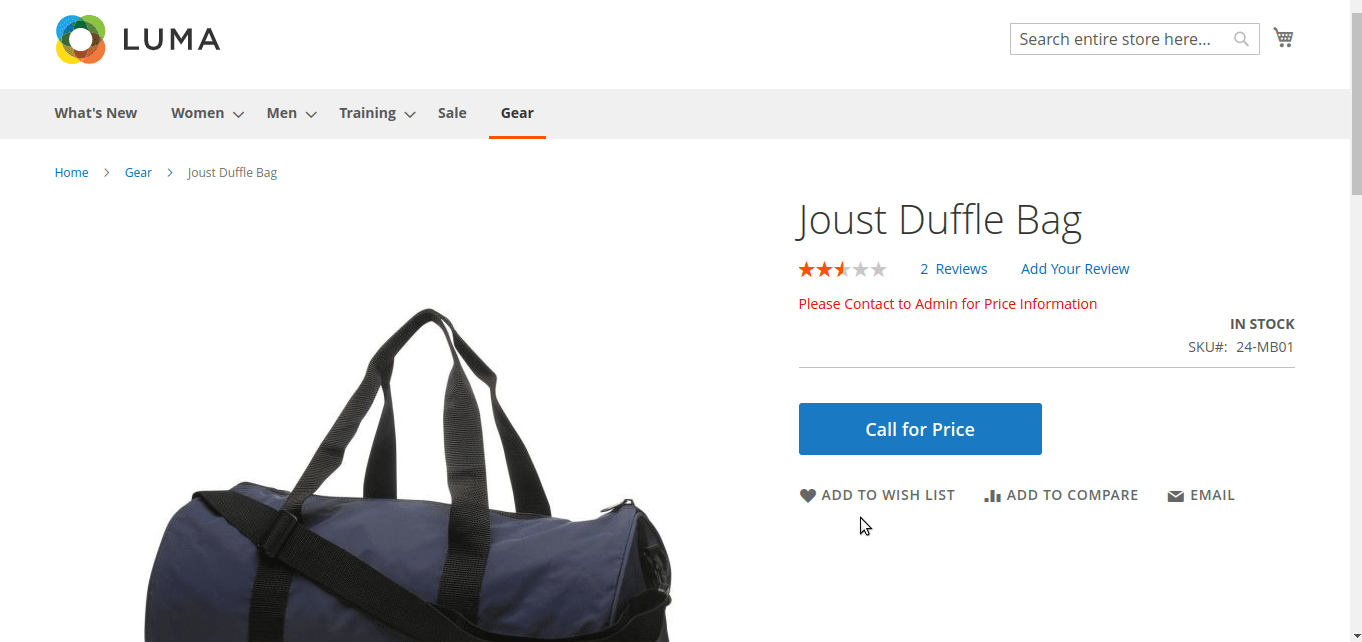 LUMA
Search entire store here...
What's New Women Men Training Sale Gear
Home Gear Joust Duffle Bag
Joust Duffle Bag
2 Reviews Add Your Review
Please Contact to Admin for Price Information
IN STOCK
SKU#: 24-MB01
Call for Price
ADD TO WISH LIST ADD TO COMPARE EMAIL